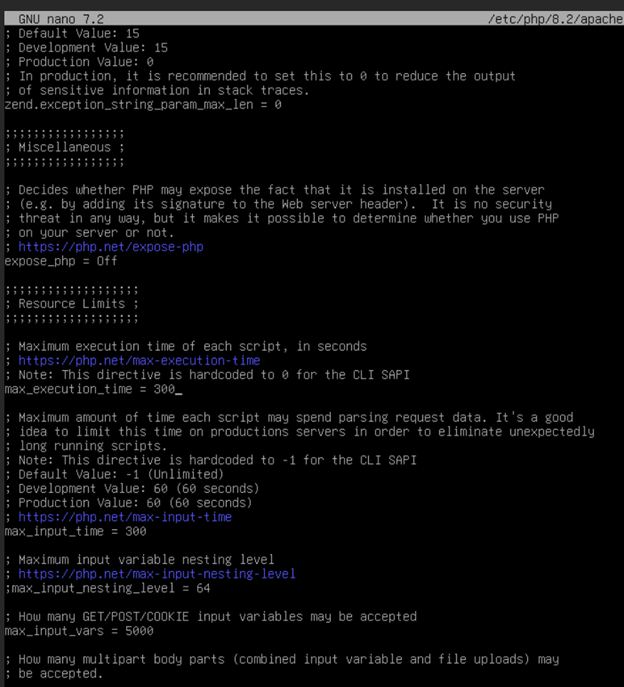 GNU nano 7.2 /etc/php/8.2/apache
; Default Value: 15
; Development Value: 15
; Production Value: 0
; In production, it is recommended to set this to 0 to reduce the output
; of sensitive information in stack traces.
zend.exception_string_param_max_len = 0
;;;;;;;;;;;;;;;;;
; Miscellaneous ;
;;;;;;;;;;;;;;;;;
; Decides whether PHP may expose the fact that it is installed on the server
; (e.g. by adding its signature to the Web server header).  It is no security
; threat in any way, but it makes it possible to determine whether you use PHP
; on your server or not.
; https://php.net/expose-php
expose_php = Off
;;;;;;;;;;;;;;;;;;;
; Resource Limits ;
;;;;;;;;;;;;;;;;;;;
; Maximum execution time of each script, in seconds
; https://php.net/max-execution-time
; Note: This directive is hardcoded to 0 for the CLI SAPI
max_execution_time = 300_
; Maximum amount of time each script may spend parsing request data. It's a good
; idea to limit this time on productions servers in order to eliminate unexpectedly
; long running scripts.
; Note: This directive is hardcoded to -1 for the CLI SAPI
; Default Value: -1 (Unlimited)
; Development Value: 60 (60 seconds)
; Production Value: 60 (60 seconds)
; https://php.net/max-input-time
max_input_time = 300
; Maximum input variable nesting level
; https://php.net/max-input-nesting-level
;max_input_nesting_level = 64
; How many GET/POST/COOKIE input variables may be accepted
max_input_vars = 5000
; How many multipart body parts (combined input variable and file uploads) may
; be accepted.